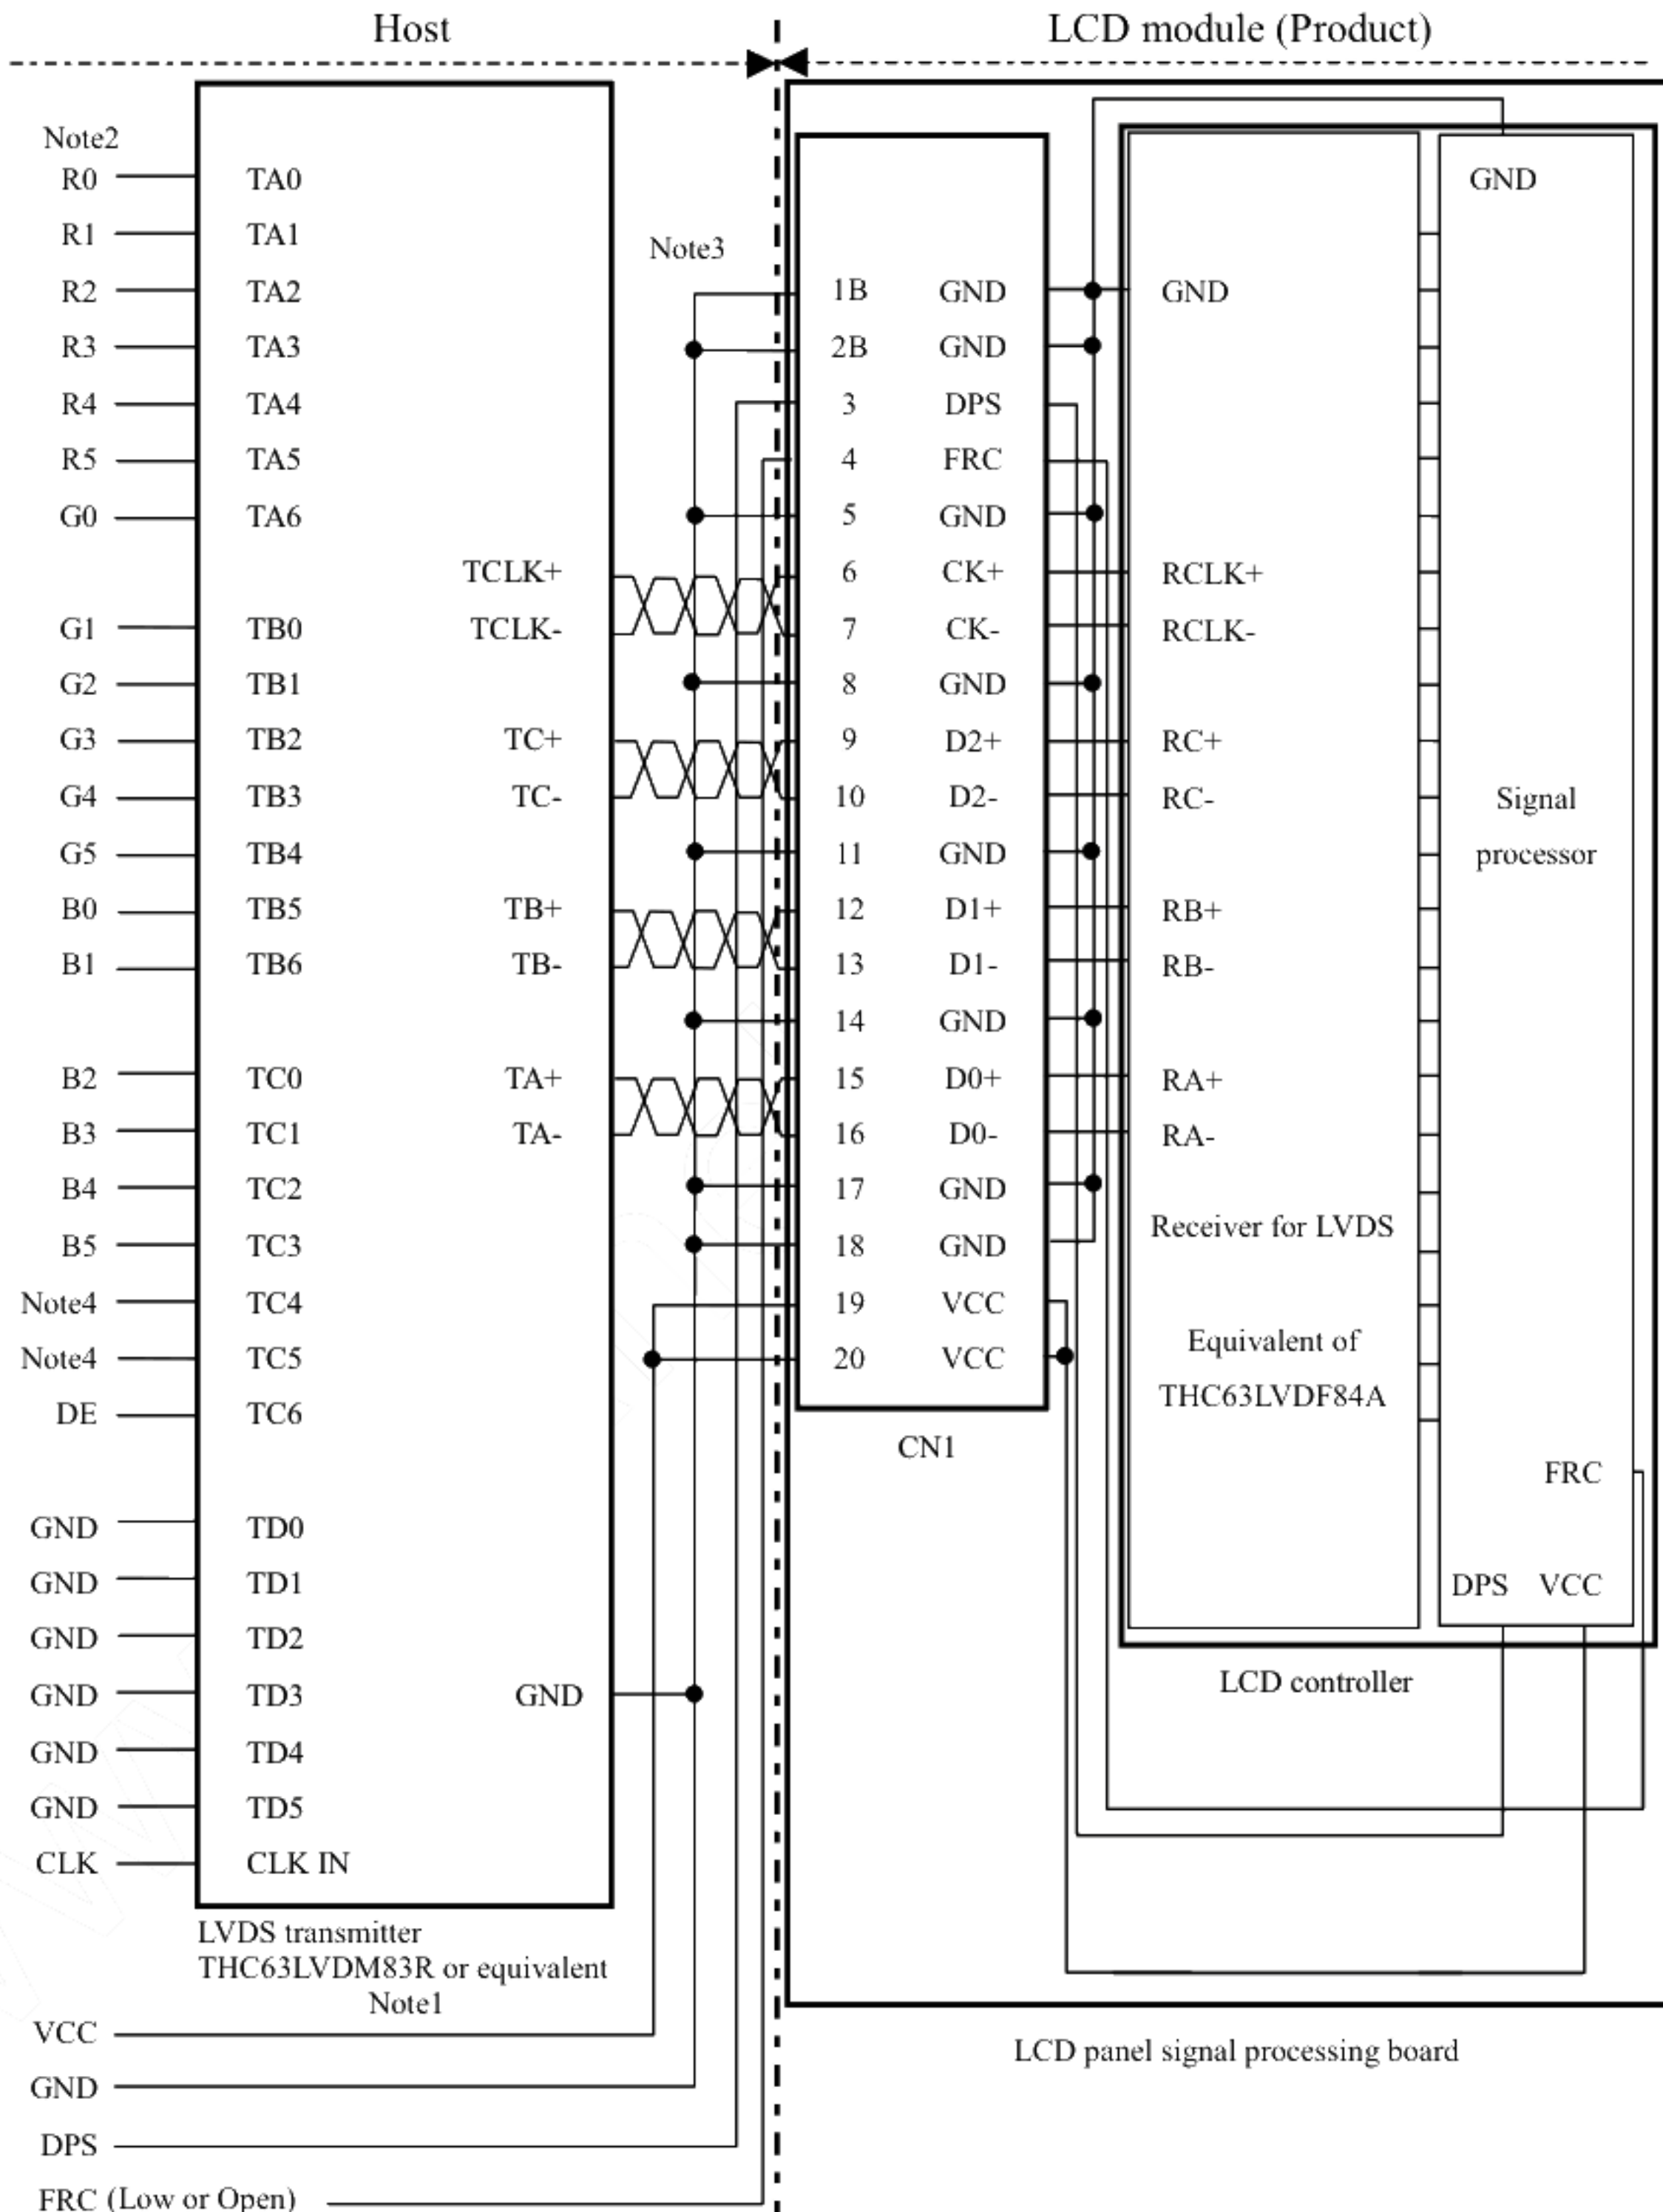 Host
LCD module (Product)
Note2
R0 TA0
R1 TA1
R2 TA2
R3 TA3
R4 TA4
R5 TA5
G0 TA6
G1 TB0
G2 TB1
G3 TB2
G4 TB3
G5 TB4
B0 TB5
B1 TB6
B2 TC0
B3 TC1
B4 TC2
B5 TC3
Note4 TC4
Note4 TC5
DE TC6
GND TD0
GND TD1
GND TD2
GND TD3
GND TD4
GND TD5
CLK CLK IN
TCLK+
TCLK-
TC+
TC-
TB+
TB-
TA+
TA-
GND
LVDS transmitter
THC63LVDM83R or equivalent
Note1
VCC
GND
DPS
FRC (Low or Open)
Note3
1B GND
2B GND
3 DPS
4 FRC
5 GND
6 CK+
7 CK-
8 GND
9 D2+
10 D2-
11 GND
12 D1+
13 D1-
14 GND
15 D0+
16 D0-
17 GND
18 GND
19 VCC
20 VCC
CN1
GND
RCLK+
RCLK-
RC+
RC-
RB+
RB-
RA+
RA-
Receiver for LVDS
Equivalent of
THC63LVDF84A
GND
Signal
processor
FRC
DPS VCC
LCD controller
LCD panel signal processing board